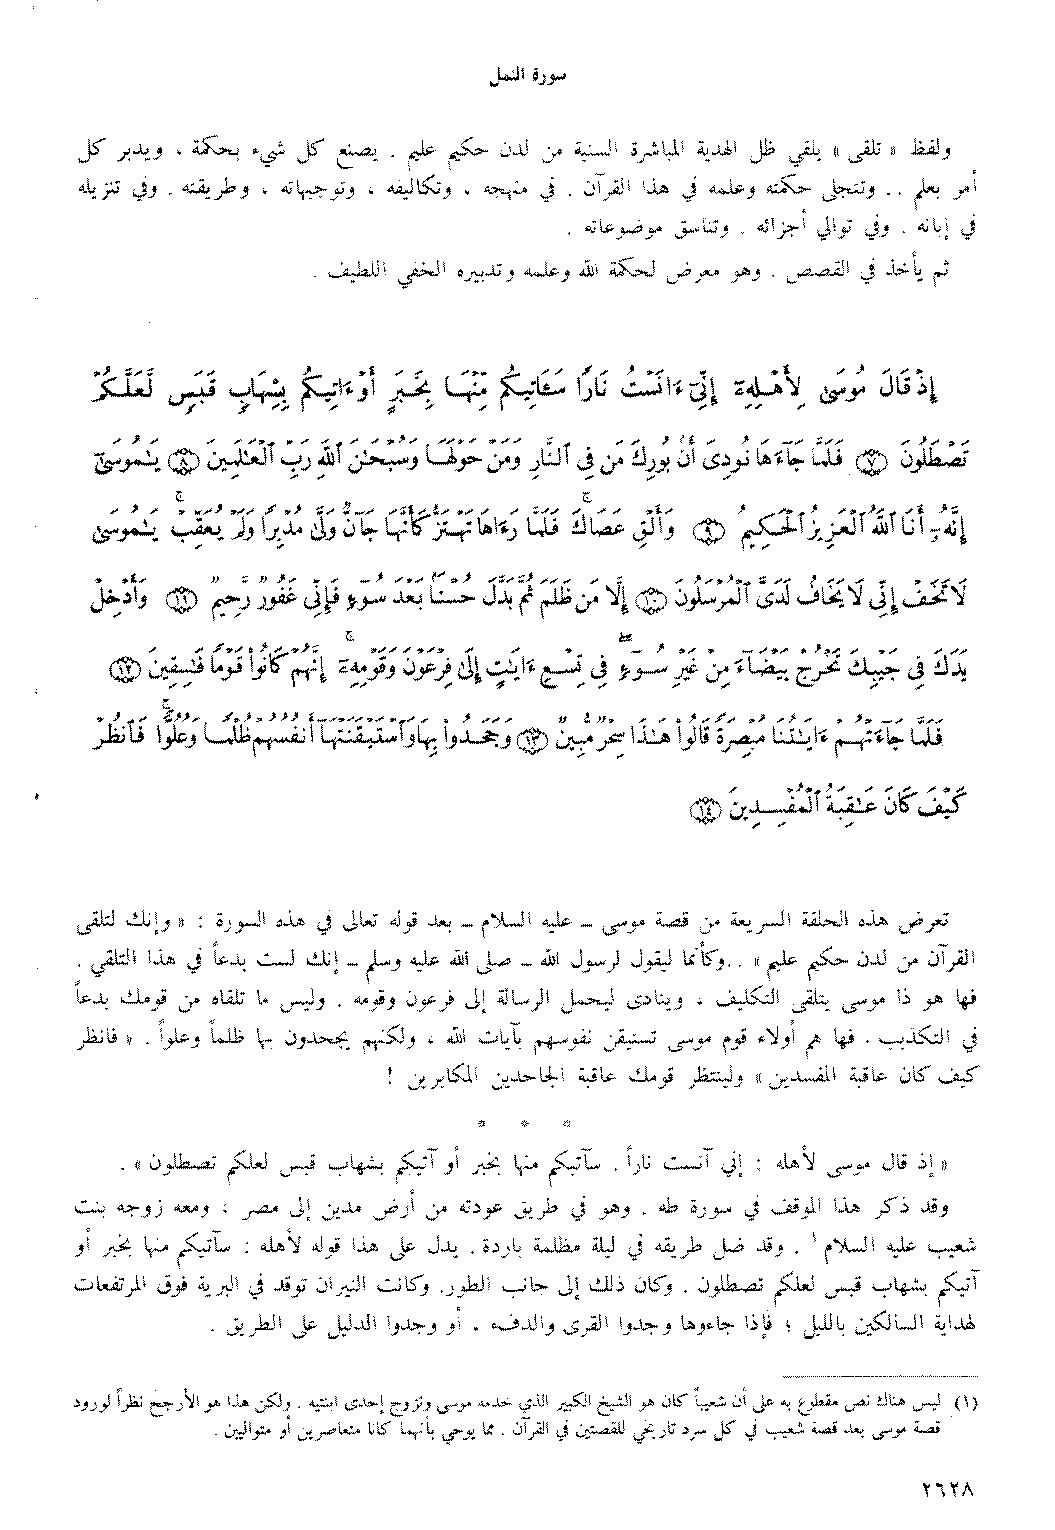 سورة النمل
ولفظ « تلقى » يلقي ظل الهدية المباشرة السنية من لدن حكيم عليم . يصنع كل شيء بحكمة ، ويدبر كل
أمر بعلم .. وتتجلى حكمته وعلمه في هذا القرآن . في منهجه ، وتكاليفه ، وتوجيهاته ، وطريقته . وفي تنزيله
في إبانه . وفي توالي أجزائه . وتناسق موضوعاته .
ثم يأخذ في القصص . وهو معرض لحكمة الله وعلمه وتدبيره الخفي اللطيف .
إِذْ قَالَ مُوسَىٰ لِأَهْلِهِۦٓ إِنِّىٓ ءَانَسْتُ نَارًا سَـَٔاتِيكُم مِّنْهَا بِخَبَرٍ أَوْ ءَاتِيكُم بِشِهَابٍ قَبَسٍ لَّعَلَّكُمْ
تَصْطَلُونَ ٧ فَلَمَّا جَآءَهَا نُودِىَ أَنۢ بُورِكَ مَن فِى ٱلنَّارِ وَمَنْ حَوْلَهَا وَسُبْحَٰنَ ٱللَّهِ رَبِّ ٱلْعَٰلَمِينَ ٨ يَٰمُوسَىٰٓ
إِنَّهُۥٓ أَنَا ٱللَّهُ ٱلْعَزِيزُ ٱلْحَكِيمُ ٩ وَأَلْقِ عَصَاكَ ۚ فَلَمَّا رَءَاهَا تَهْتَزُّ كَأَنَّهَا جَآنٌّ وَلَّىٰ مُدْبِرًا وَلَمْ يُعَقِّبْ ۚ يَٰمُوسَىٰ
لَا تَخَفْ إِنِّى لَا يَخَافُ لَدَىَّ ٱلْمُرْسَلُونَ ١٠ إِلَّا مَن ظَلَمَ ثُمَّ بَدَّلَ حُسْنًۢا بَعْدَ سُوٓءٍ فَإِنِّى غَفُورٌ رَّحِيمٌ ١١ وَأَدْخِلْ
يَدَكَ فِى جَيْبِكَ تَخْرُجْ بَيْضَآءَ مِنْ غَيْرِ سُوٓءٍ ۖ فِى تِسْعِ ءَايَٰتٍ إِلَىٰ فِرْعَوْنَ وَقَوْمِهِۦٓ ۚ إِنَّهُمْ كَانُوا۟ قَوْمًا فَٰسِقِينَ ١٢
فَلَمَّا جَآءَتْهُمْ ءَايَٰتُنَا مُبْصِرَةً قَالُوا۟ هَٰذَا سِحْرٌ مُّبِينٌ ١٣ وَجَحَدُوا۟ بِهَا وَٱسْتَيْقَنَتْهَآ أَنفُسُهُمْ ظُلْمًا وَعُلُوًّا ۚ فَٱنظُرْ
كَيْفَ كَانَ عَٰقِبَةُ ٱلْمُفْسِدِينَ ١٤
تعرض هذه الحلقة السريعة من قصة موسى – عليه السلام – بعد قوله تعالى في هذه السورة : « وإنك لتلقى
القرآن من لدن حكيم عليم » .. وكأنما ليقول لرسول الله – صلى الله عليه وسلم – إنك لست بدعاً في هذا التلقي .
فها هو ذا موسى يتلقى التكليف ، وينادى ليحمل الرسالة إلى فرعون وقومه . وليس ما تلقاه من قومك بدعاً
في التكذيب . فها هم أولاء قوم موسى تستيقن نفوسهم بآيات الله ، ولكنهم يجحدون بها ظلماً وعلواً . « فانظر
كيف كان عاقبة المفسدين » ولينتظر قومك عاقبة الجاحدين المكابرين !
* * *
« إذ قال موسى لأهله : إني آنست ناراً . سآتيكم منها بخبر أو آتيكم بشهاب قبس لعلكم تصطلون » .
وقد ذكر هذا الموقف في سورة طه . وهو في طريق عودته من أرض مدين إلى مصر ، ومعه زوجه بنت
شعيب عليه السلام ١ . وقد ضل طريقه في ليلة مظلمة باردة . يدل على هذا قوله لأهله : سآتيكم منها بخبر أو
آتيكم بشهاب قبس لعلكم تصطلون . وكان ذلك إلى جانب الطور. وكانت النيران توقد في البرية فوق المرتفعات
لهداية السالكين بالليل ؛ فإذا جاءوها وجدوا القرى والدفء ، أو وجدوا الدليل على الطريق .
(١) ليس هناك نص مقطوع به على أن شعيباً كان هو الشيخ الكبير الذي خدمه موسى وتزوج إحدى ابنتيه . ولكن هذا هو الأرجح نظراً لورود
قصة موسى بعد قصة شعيب في كل سرد تاريخي للقصتين في القرآن . مما يوحي بأنهما كانا متعاصرين أو متواليين .
٢٦٢٨